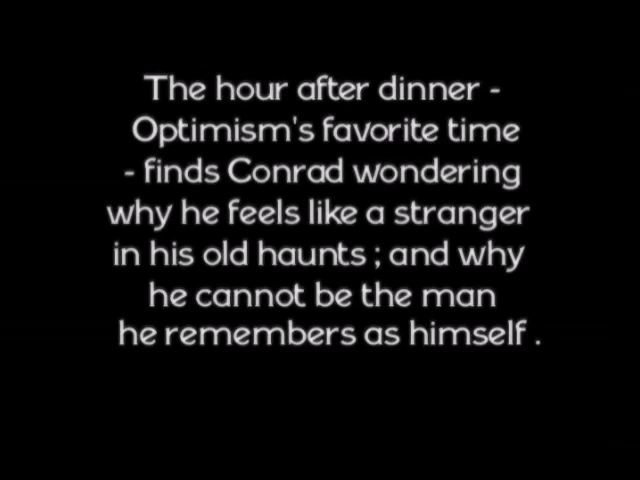 The hour after dinner -
Optimism's favorite time
- finds Conrad wondering
why he feels like a stranger
in his old haunts ; and why
he cannot be the man
he remembers as himself .